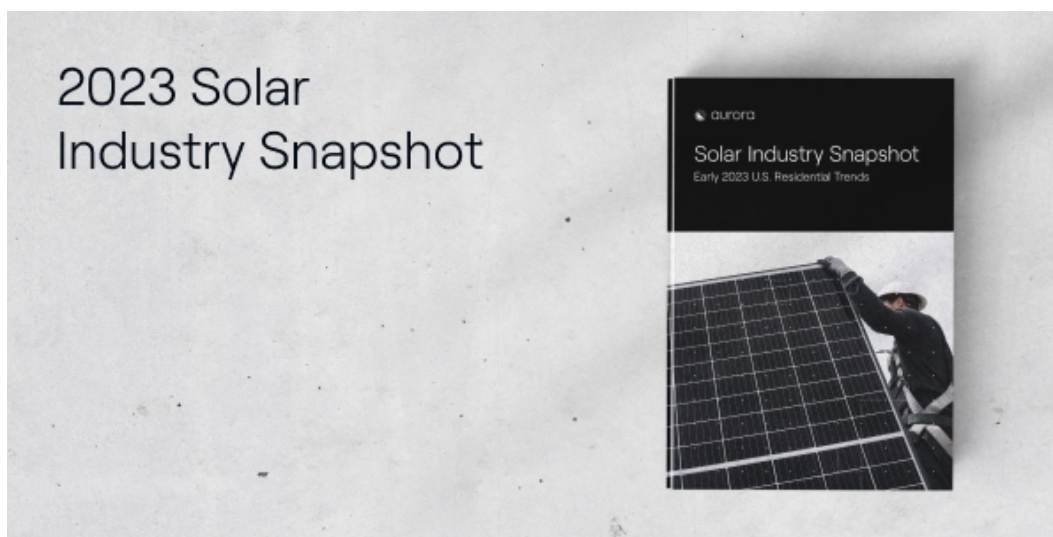 2023 Solar
Industry Snapshot
aurora
Solar Industry Snapshot
Early 2023 U.S. Residential Trends